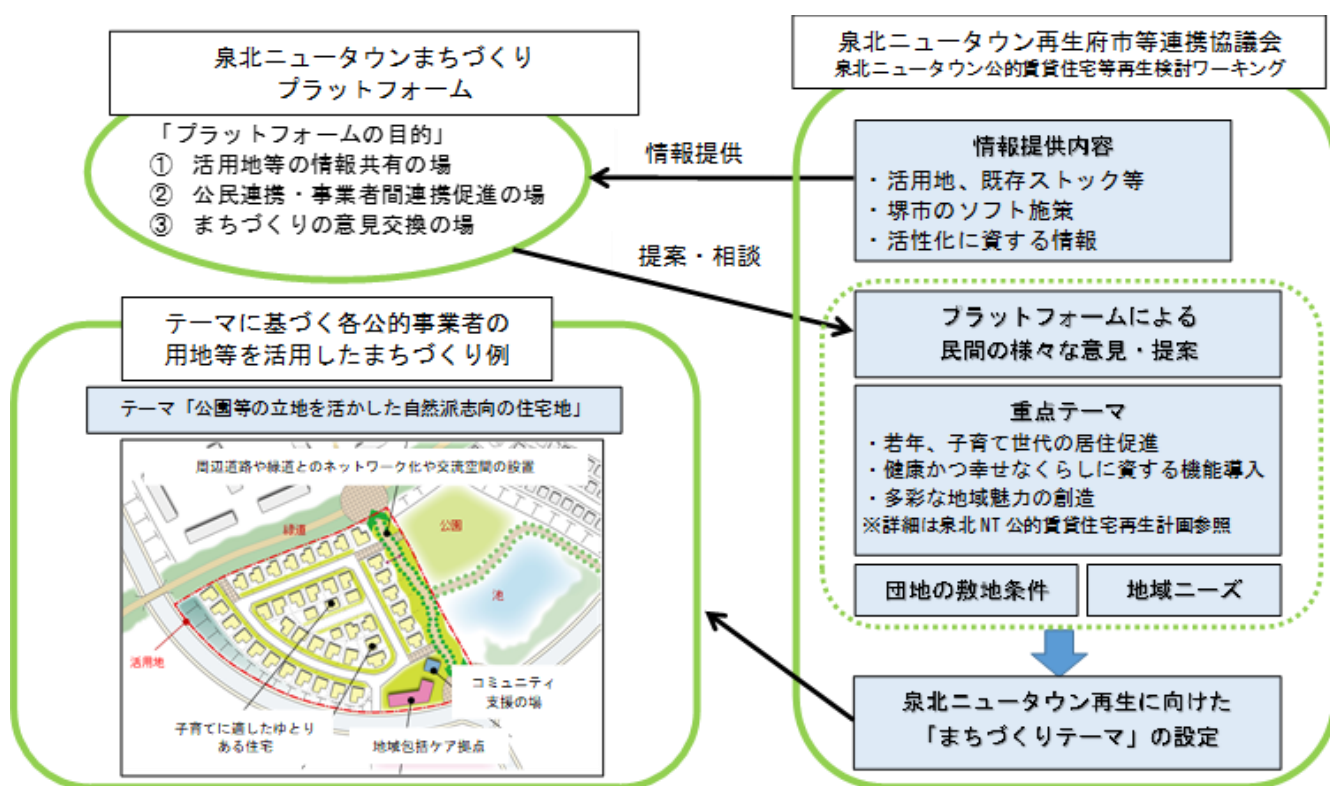 泉北ニュータウンまちづくり
プラットフォーム
「プラットフォームの目的」
① 活用地等の情報共有の場
② 公民連携・事業者間連携促進の場
③ まちづくりの意見交換の場
情報提供
提案・相談
泉北ニュータウン再生府市等連携協議会
泉北ニュータウン公的賃貸住宅等再生検討ワーキング
情報提供内容
・活用地、既存ストック等
・堺市のソフト施策
・活性化に資する情報
プラットフォームによる
民間の様々な意見・提案
重点テーマ
・若年、子育て世代の居住促進
・健康かつ幸せなくらしに資する機能導入
・多彩な地域魅力の創造
※詳細は泉北NT公的賃貸住宅再生計画参照
団地の敷地条件
地域ニーズ
泉北ニュータウン再生に向けた
「まちづくりテーマ」の設定
テーマに基づく各公的事業者の
用地等を活用したまちづくり例
テーマ「公園等の立地を活かした自然派志向の住宅地」
周辺道路や緑道とのネットワーク化や交流空間の設置
緑道
公園
池
活用地
コミュニティ
支援の場
子育てに適したゆとり
ある住宅
地域包括ケア拠点